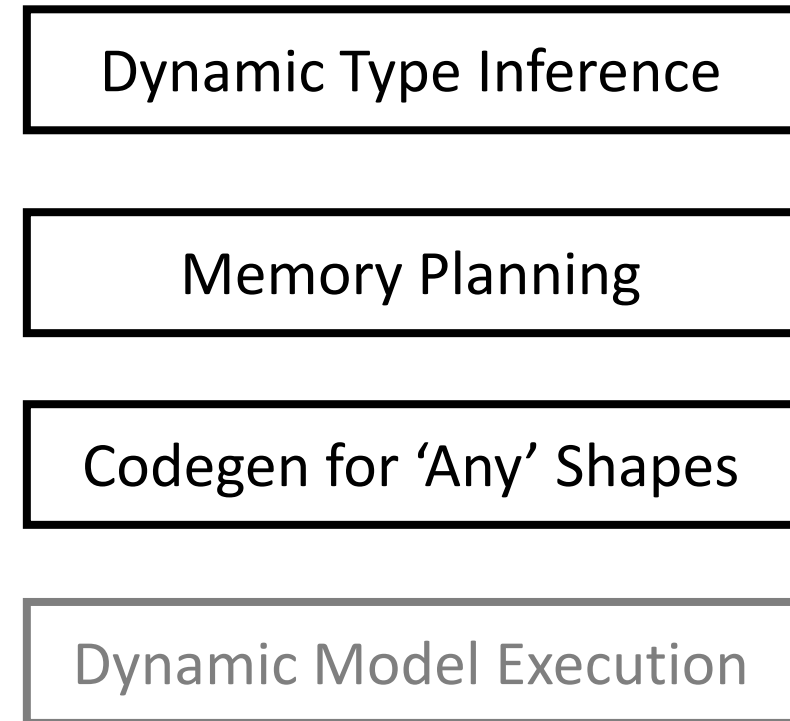 Dynamic Type Inference
Memory Planning
Codegen for ‘Any’ Shapes
Dynamic Model Execution